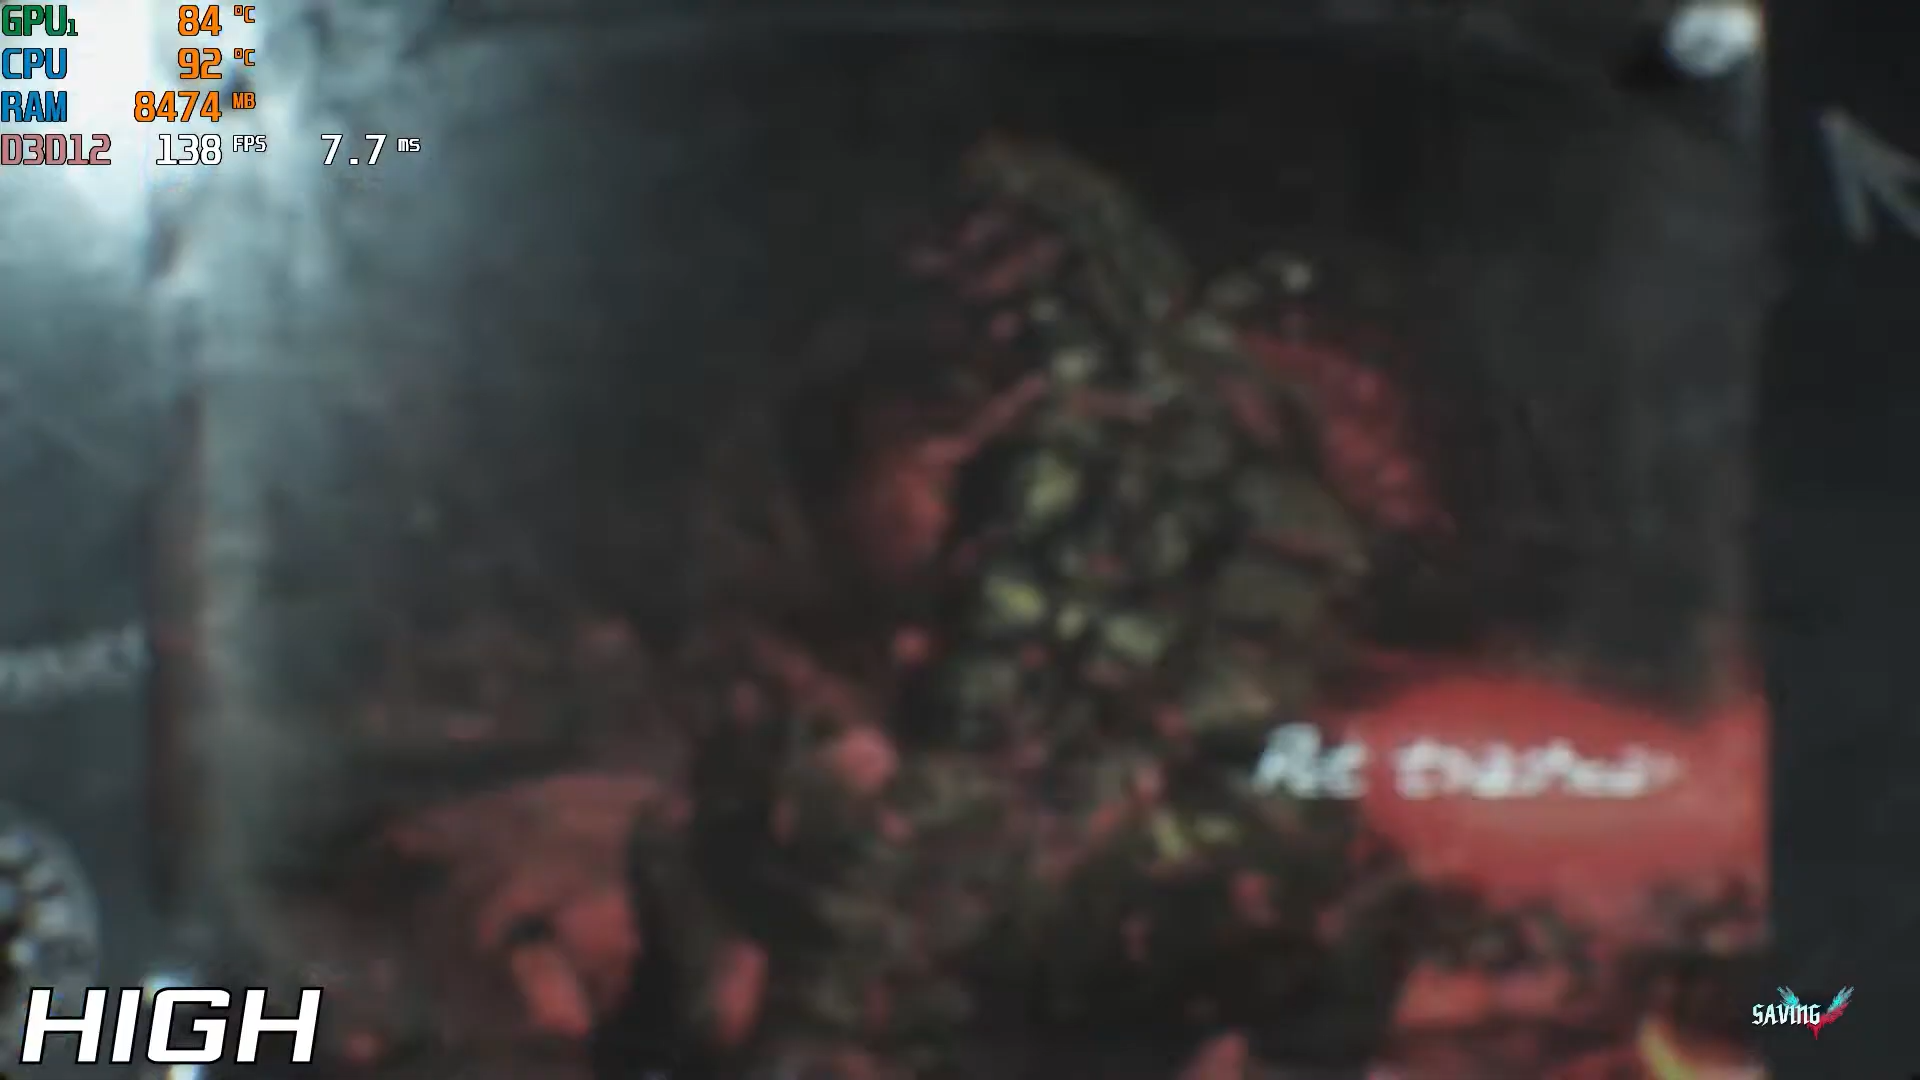 GPU1 84 °C
CPU 92 °C
RAM 8474 MB
D3D12 138 FPS 7.7 ms
HIGH
SAVING